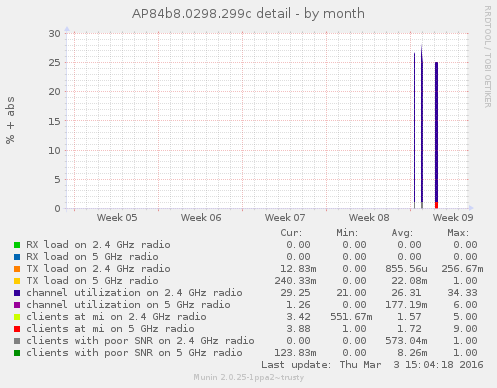 AP84b8.0298.299c detail - by month
RRDTOOL / TOBI OETIKER
% + abs
30
25
20
15
10
5
0
Week 05 Week 06 Week 07 Week 08 Week 09
Cur: Min: Avg: Max:
RX load on 2.4 GHz radio 0.00 0.00 0.00 0.00
RX load on 5 GHz radio 0.00 0.00 0.00 0.00
TX load on 2.4 GHz radio 12.83m 0.00 855.56u 256.67m
TX load on 5 GHz radio 240.33m 0.00 22.08m 1.00
channel utilization on 2.4 GHz radio 29.25 21.00 26.31 34.33
channel utilization on 5 GHz radio 1.26 0.00 177.19m 6.00
clients at mi on 2.4 GHz radio 3.42 551.67m 1.57 5.00
clients at mi on 5 GHz radio 3.88 1.00 1.72 9.00
clients with poor SNR on 2.4 GHz radio 0.00 0.00 573.04m 1.00
clients with poor SNR on 5 GHz radio 123.83m 0.00 8.26m 1.00
Last update: Thu Mar 3 15:04:18 2016
Munin 2.0.25-1ppa2~trusty